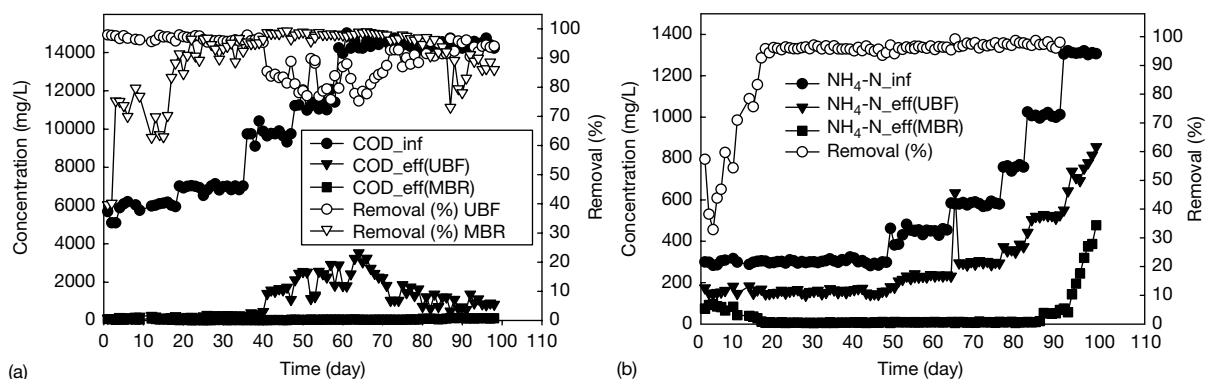 (a)
Concentration (mg/L)
14000
12000
10000
8000
6000
4000
2000
0
0 10 20 30 40 50 60 70 80 90 100 110
Time (day)
100
90
80
70
60
50
40
30
20
10
0
Removal (%)
COD_inf
COD_eff(UBF)
COD_eff(MBR)
Removal (%) UBF
Removal (%) MBR
(b)
Concentration (mg/L)
1400
1200
1000
800
600
400
200
0
0 10 20 30 40 50 60 70 80 90 100 110
Time (day)
100
90
80
70
60
50
40
30
20
10
0
Removal (%)
NH4-N_inf
NH4-N_eff(UBF)
NH4-N_eff(MBR)
Removal (%)